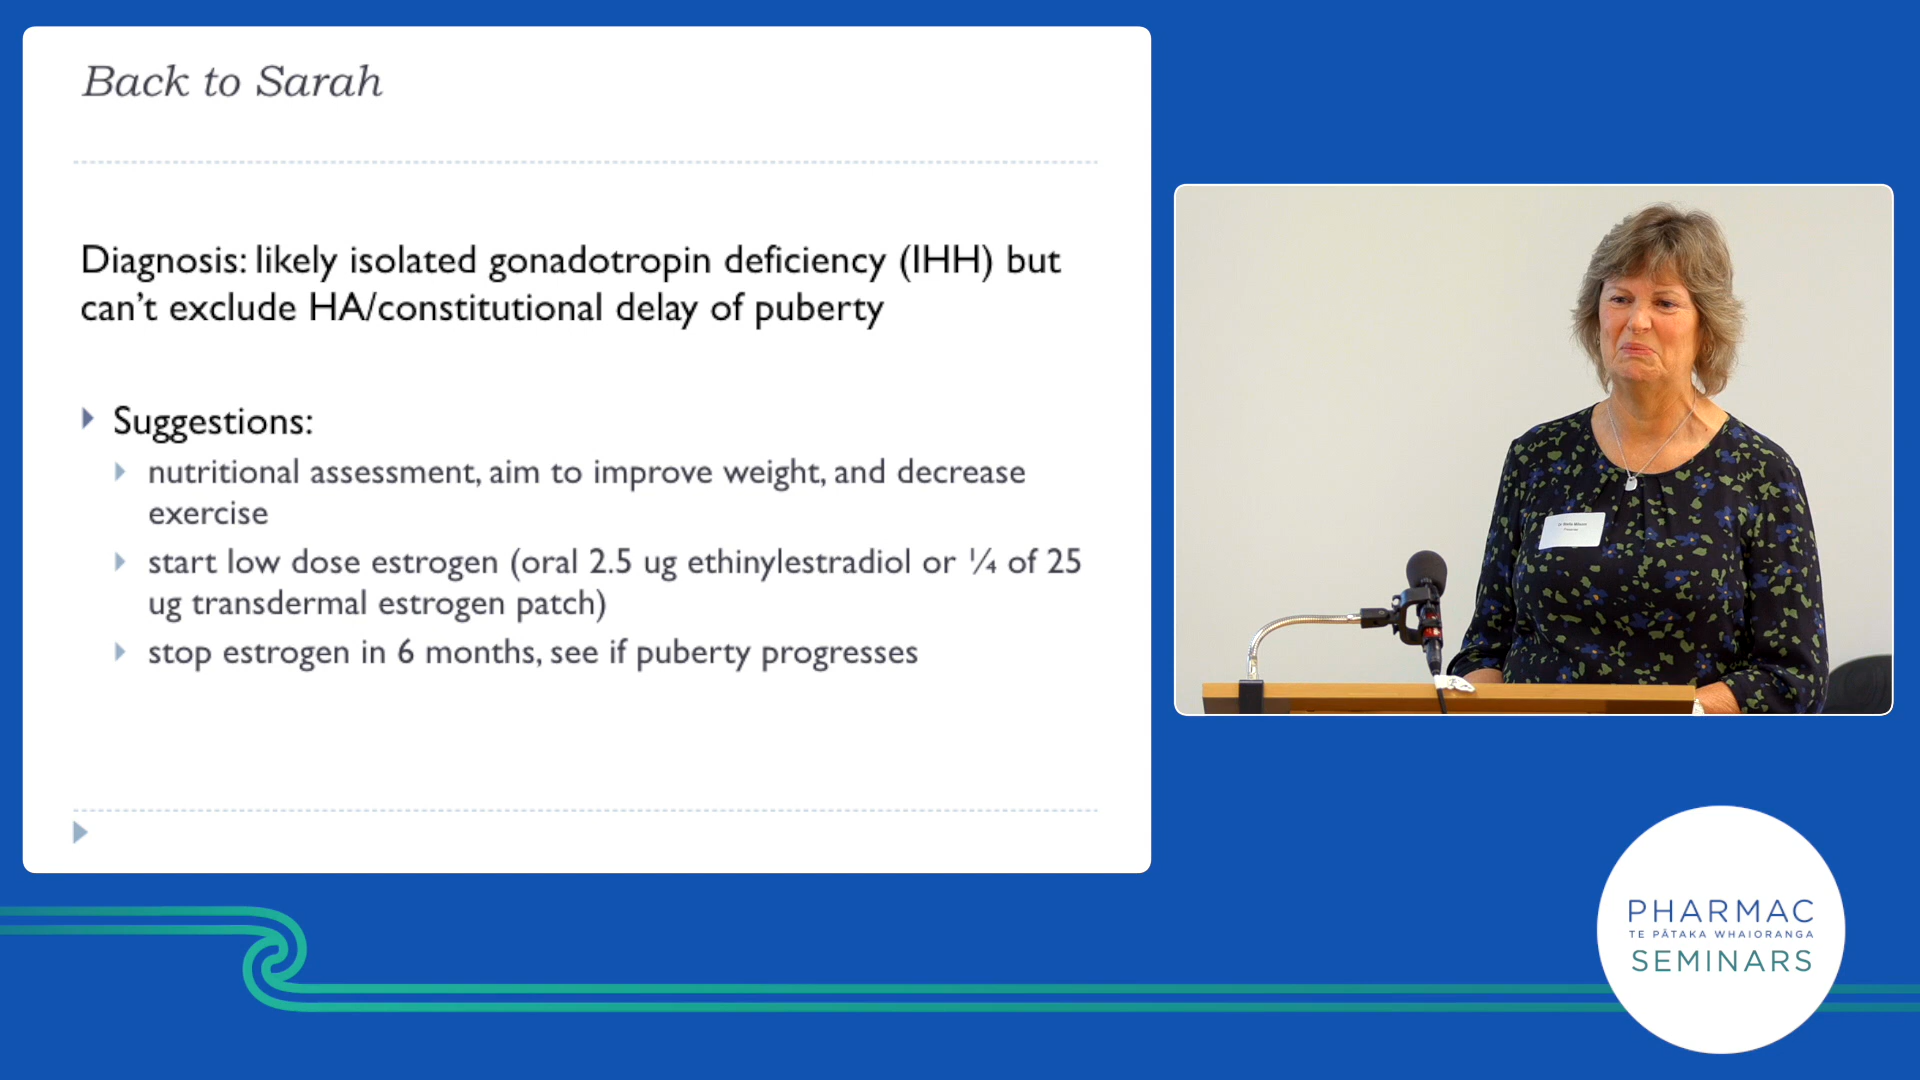 Back to Sarah
Diagnosis: likely isolated gonadotropin deficiency (IHH) but
can't exclude HA/constitutional delay of puberty
Suggestions:
nutritional assessment, aim to improve weight, and decrease
exercise
start low dose estrogen (oral 2.5 ug ethinylestradiol or ¼ of 25
ug transdermal estrogen patch)
stop estrogen in 6 months, see if puberty progresses
PHARMAC
TE PĀTAKA WHAIORANGA
SEMINARS